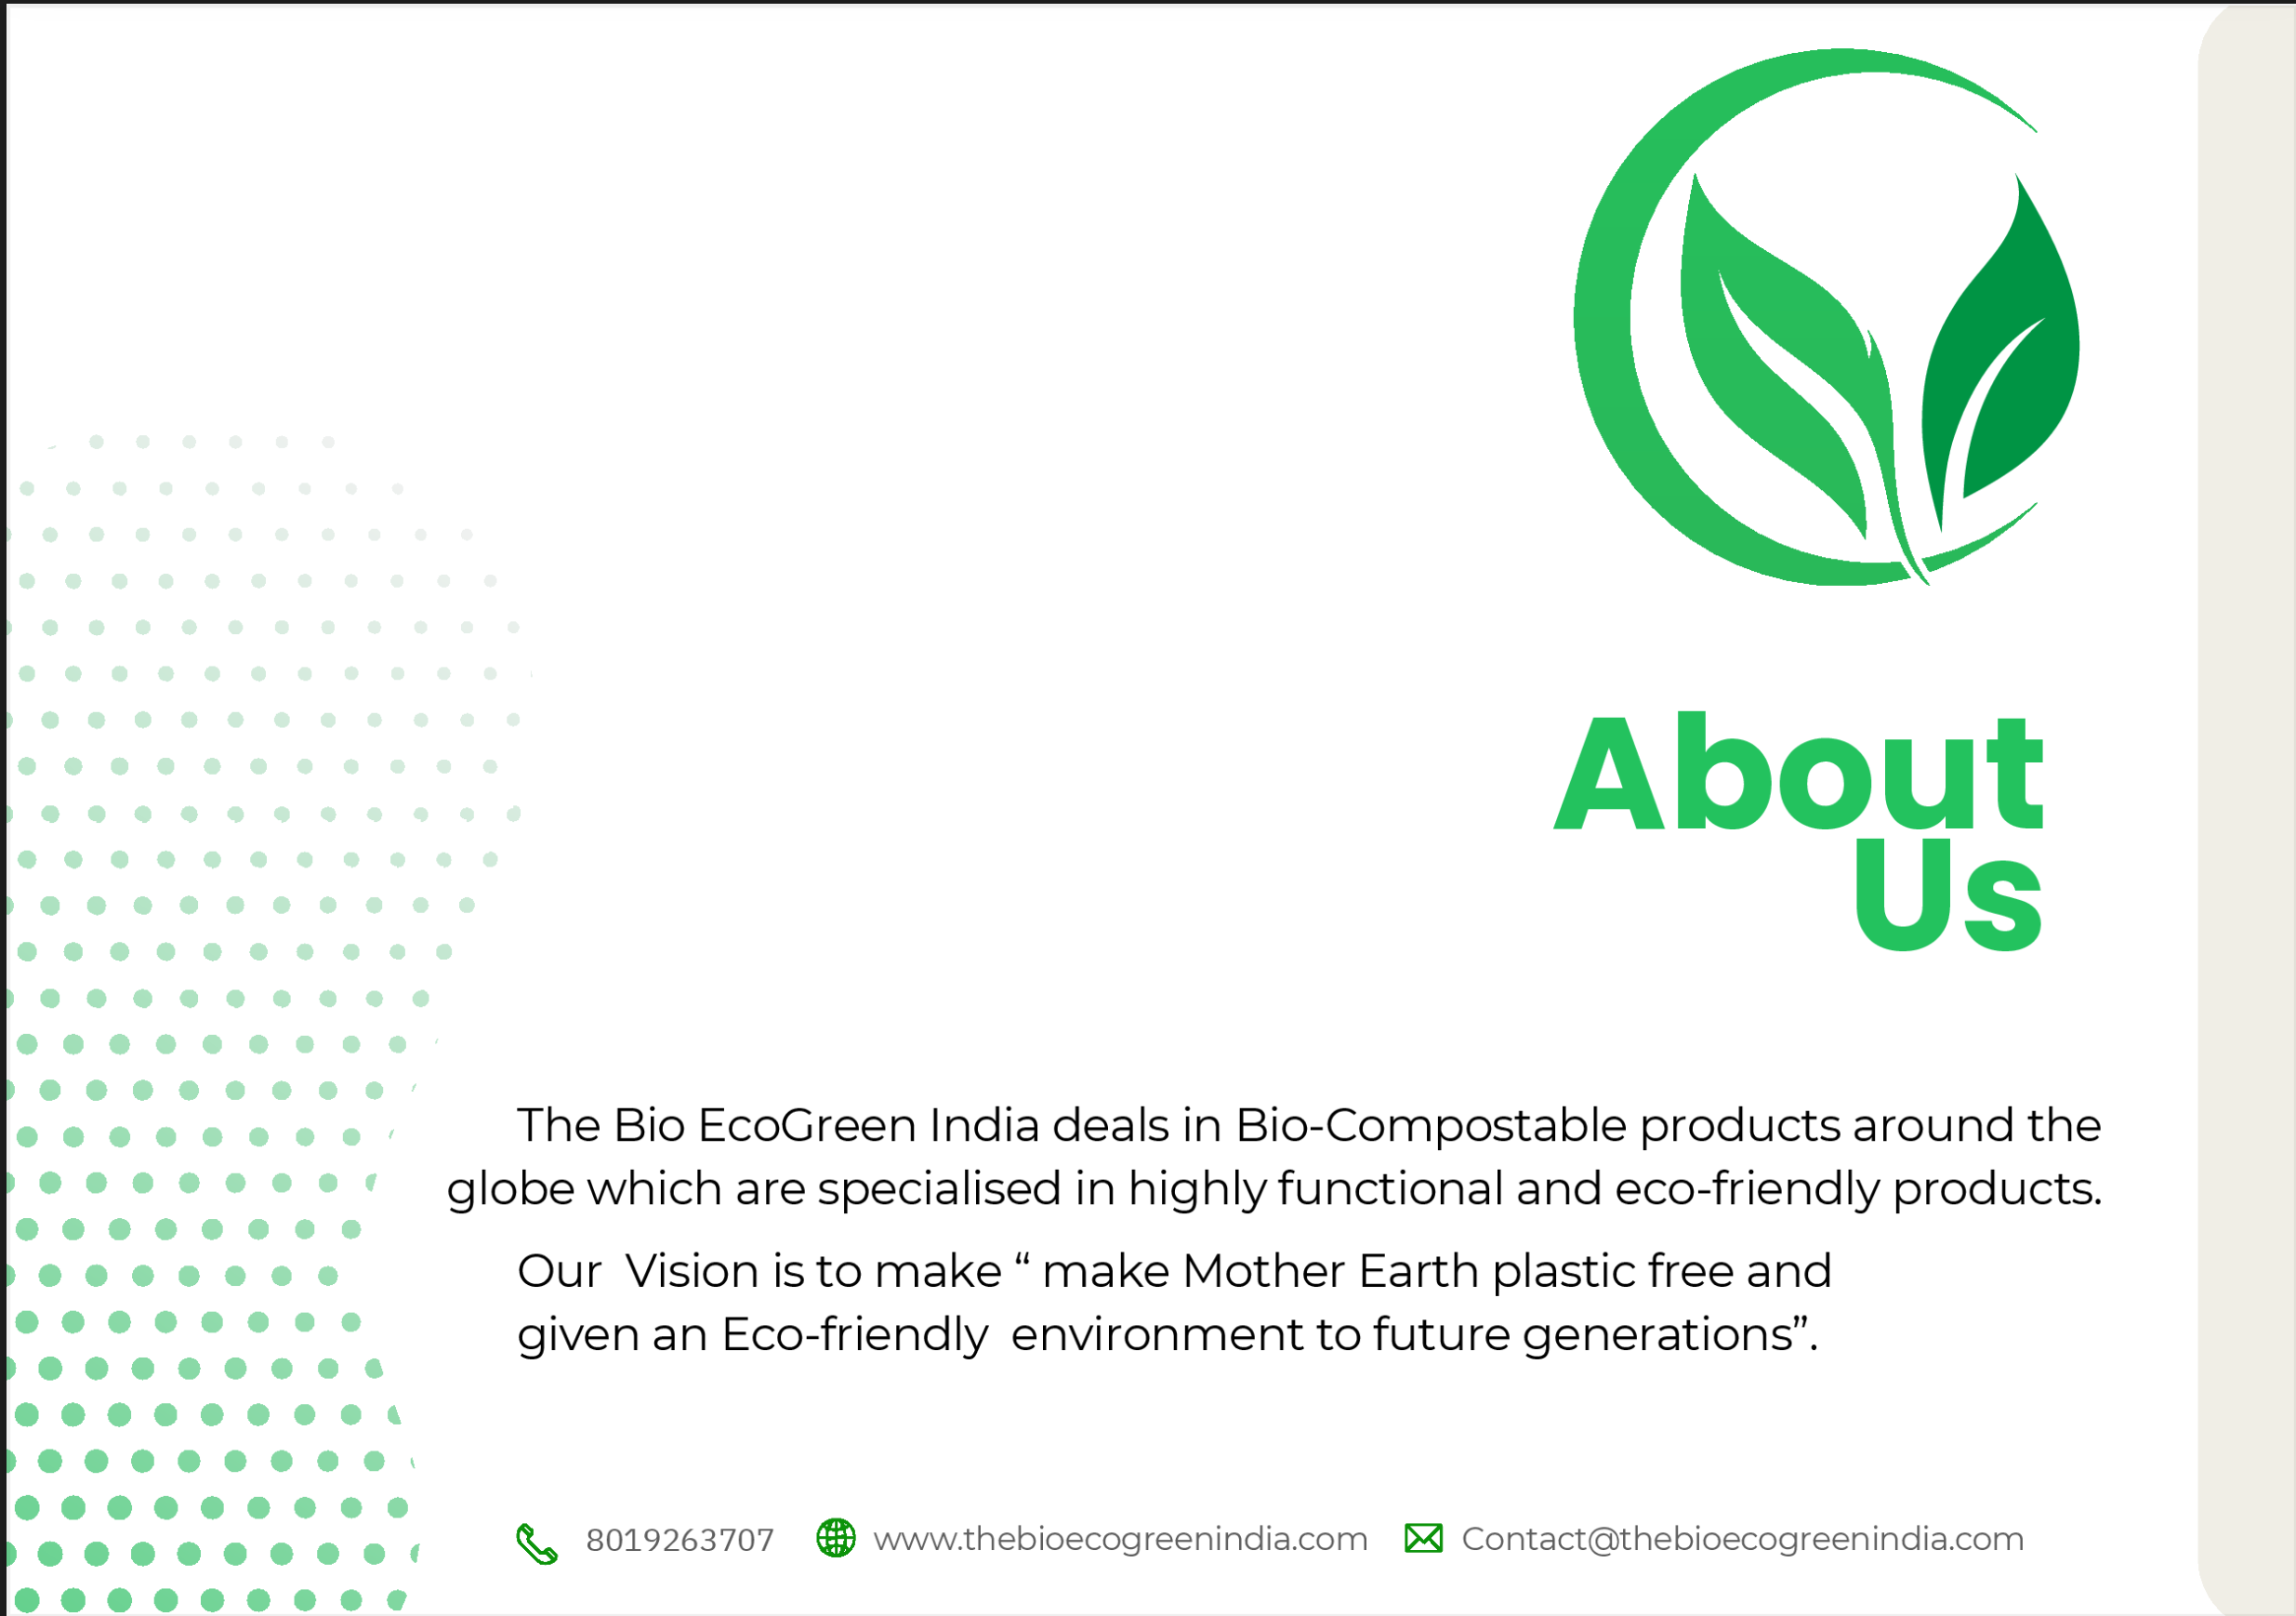 About
Us
The Bio EcoGreen India deals in Bio-Compostable products around the
globe which are specialised in highly functional and eco-friendly products.
Our  Vision is to make “ make Mother Earth plastic free and
given an Eco-friendly  environment to future generations”.
8019263707 www.thebioecogreenindia.com Contact@thebioecogreenindia.com